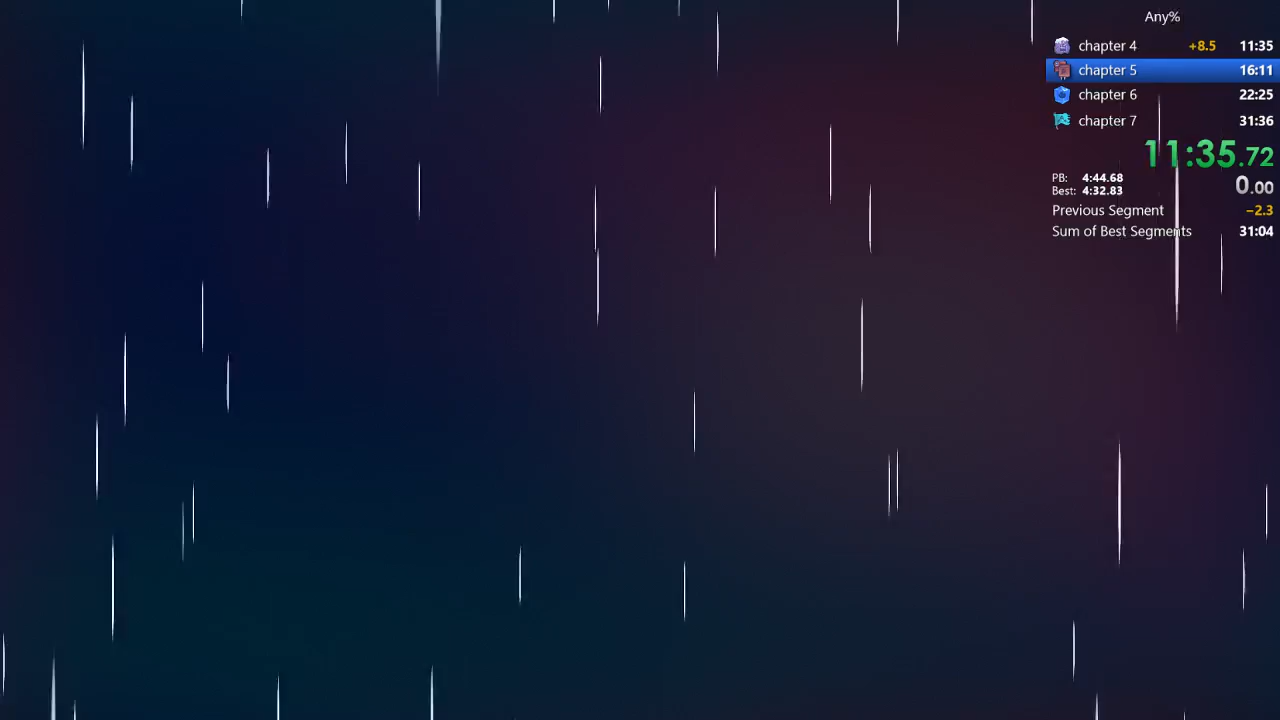 Any%
chapter 4 +8.5 11:35
chapter 5 16:11
chapter 6 22:25
chapter 7 31:36
11:35.72
PB: 4:44.68
Best: 4:32.83
0.00
Previous Segment −2.3
Sum of Best Segments 31:04